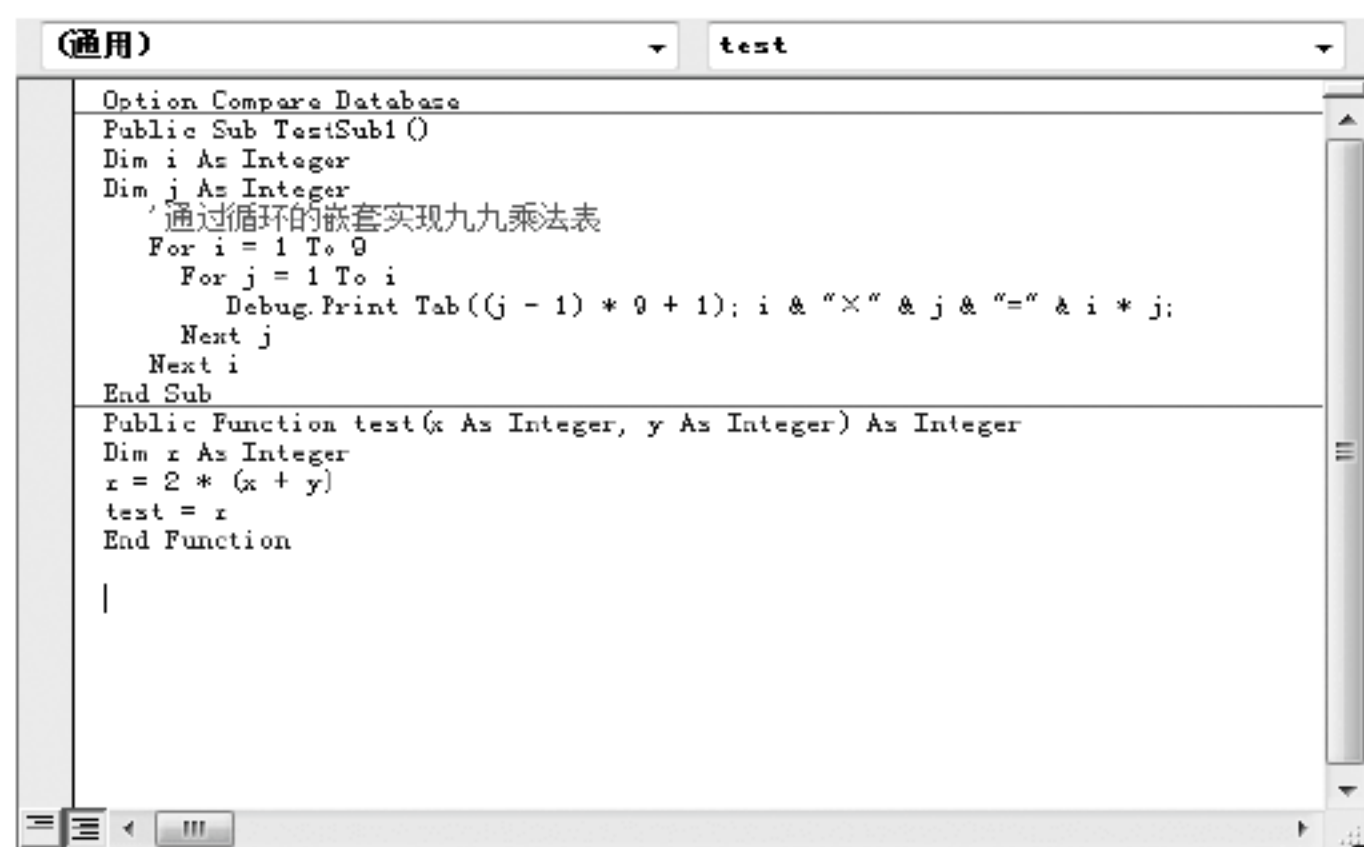 (通用)
test
Option Compare Database
Public Sub TestSub1()
Dim i As Integer
Dim j As Integer
'通过循环的嵌套实现九九乘法表
For i = 1 To 9
For j = 1 To i
Debug.Print Tab((j - 1) * 9 + 1); i & "×" & j & "=" & i * j;
Next j
Next i
End Sub
Public Function test(x As Integer, y As Integer) As Integer
Dim r As Integer
r = 2 * (x + y)
test = r
End Function